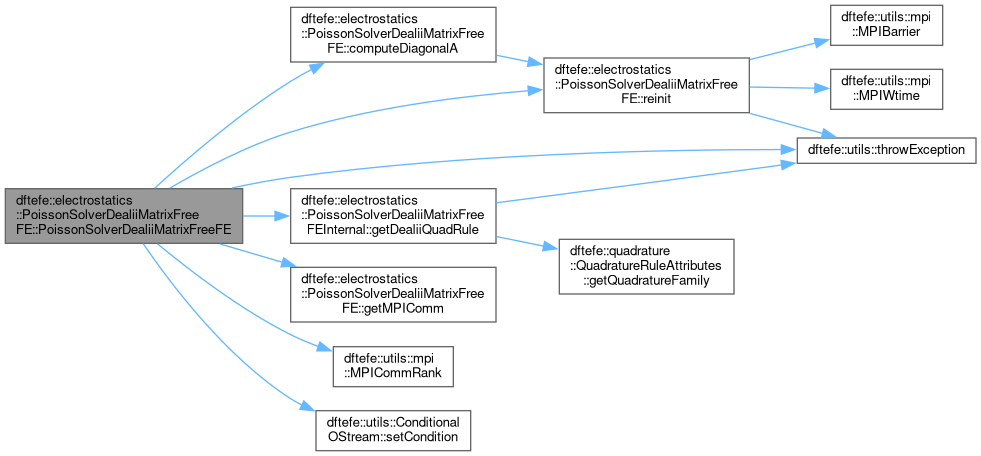 dftefe::electrostatics
::PoissonSolverDealiiMatrixFree
FE::PoissonSolverDealiiMatrixFreeFE
dftefe::electrostatics
::PoissonSolverDealiiMatrixFree
FE::computeDiagonalA
dftefe::electrostatics
::PoissonSolverDealiiMatrixFree
FE::reinit
dftefe::utils::mpi
::MPIBarrier
dftefe::utils::mpi
::MPIWtime
dftefe::utils::throwException
dftefe::electrostatics
::PoissonSolverDealiiMatrixFree
FEInternal::getDealiiQuadRule
dftefe::quadrature
::QuadratureRuleAttributes
::getQuadratureFamily
dftefe::electrostatics
::PoissonSolverDealiiMatrixFree
FE::getMPIComm
dftefe::utils::mpi
::MPICommRank
dftefe::utils::Conditional
OStream::setCondition